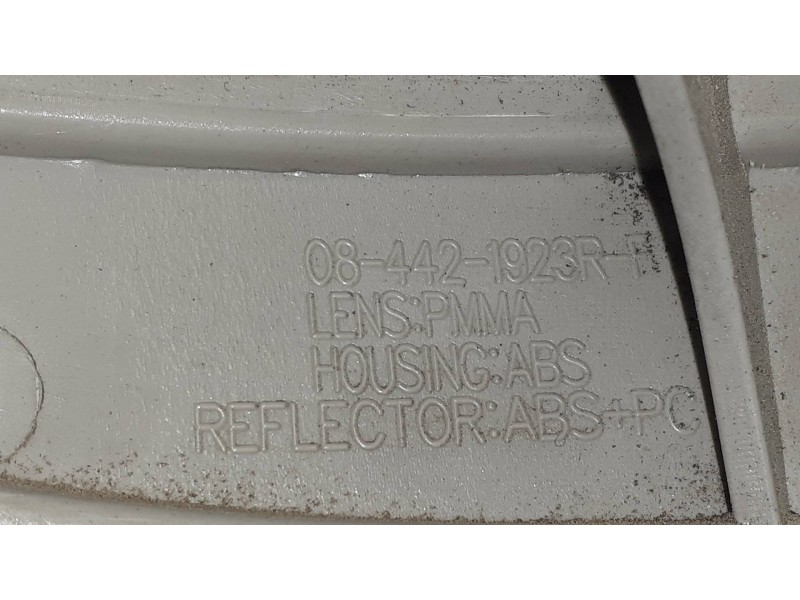 08-442-1923R-F
LENS:PMMA
HOUSING:ABS
REFLECTOR:ABS+PC